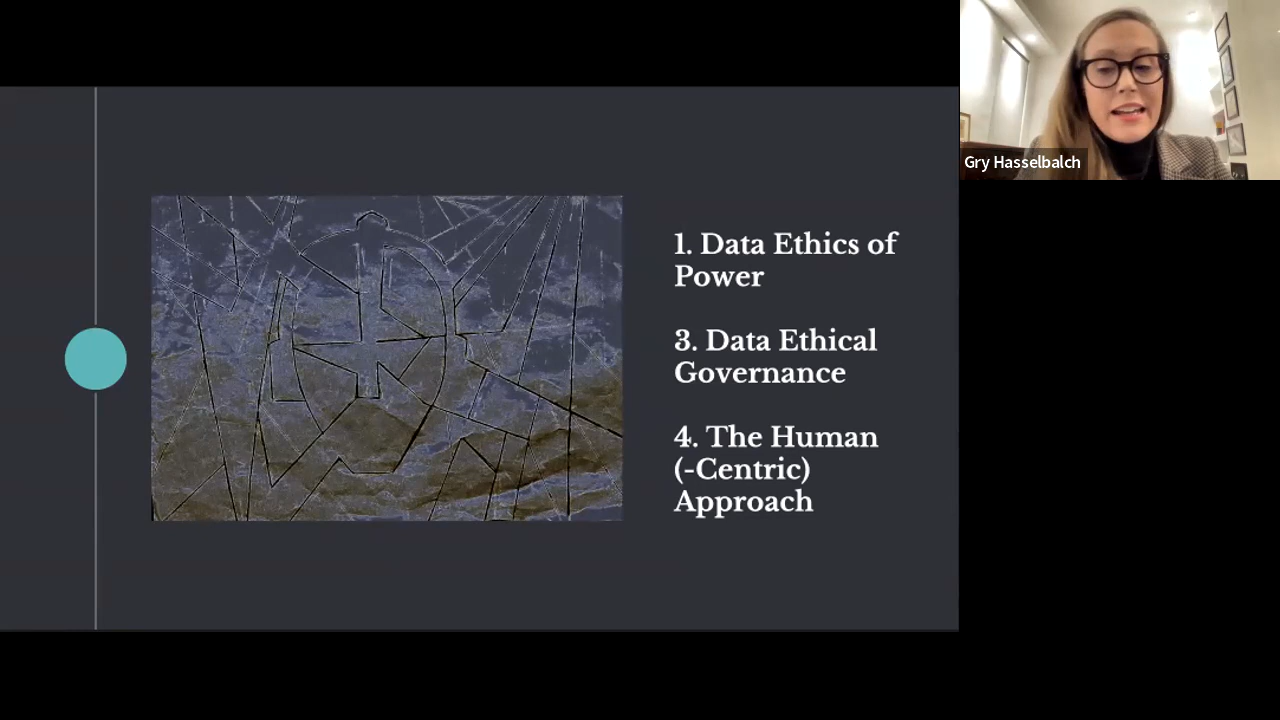 1. Data Ethics of
Power
3. Data Ethical
Governance
4. The Human
(-Centric)
Approach
Gry Hasselbalch